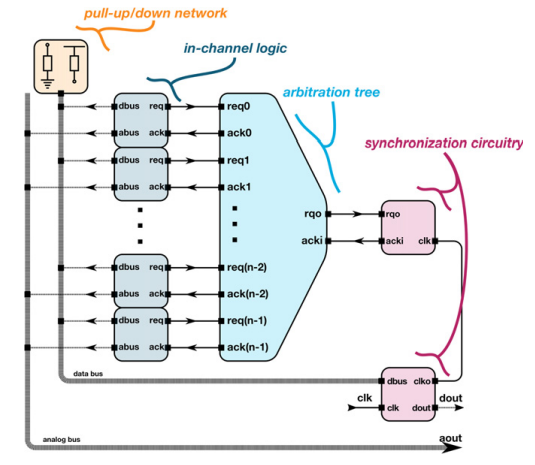 pull-up/down network
in-channel logic
arbitration tree
synchronization circuitry
dbus req
abus ack
dbus req
abus ack
dbus req
abus ack
dbus req
abus ack
req0
ack0
req1
ack1
req(n-2)
ack(n-2)
req(n-1)
ack(n-1)
rqo
acki
rqo
acki clk
data bus
dbus clko
clk dout
clk
dout
analog bus
aout